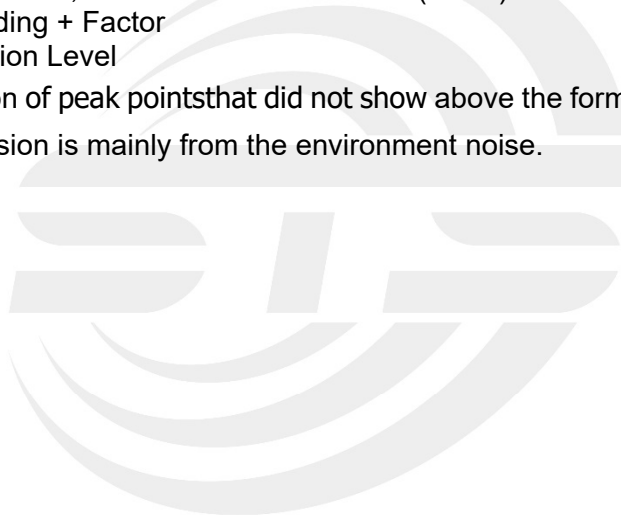 ding + Factor
ion Level
on of peak pointsthat did not show above the form
sion is mainly from the environment noise.
STS